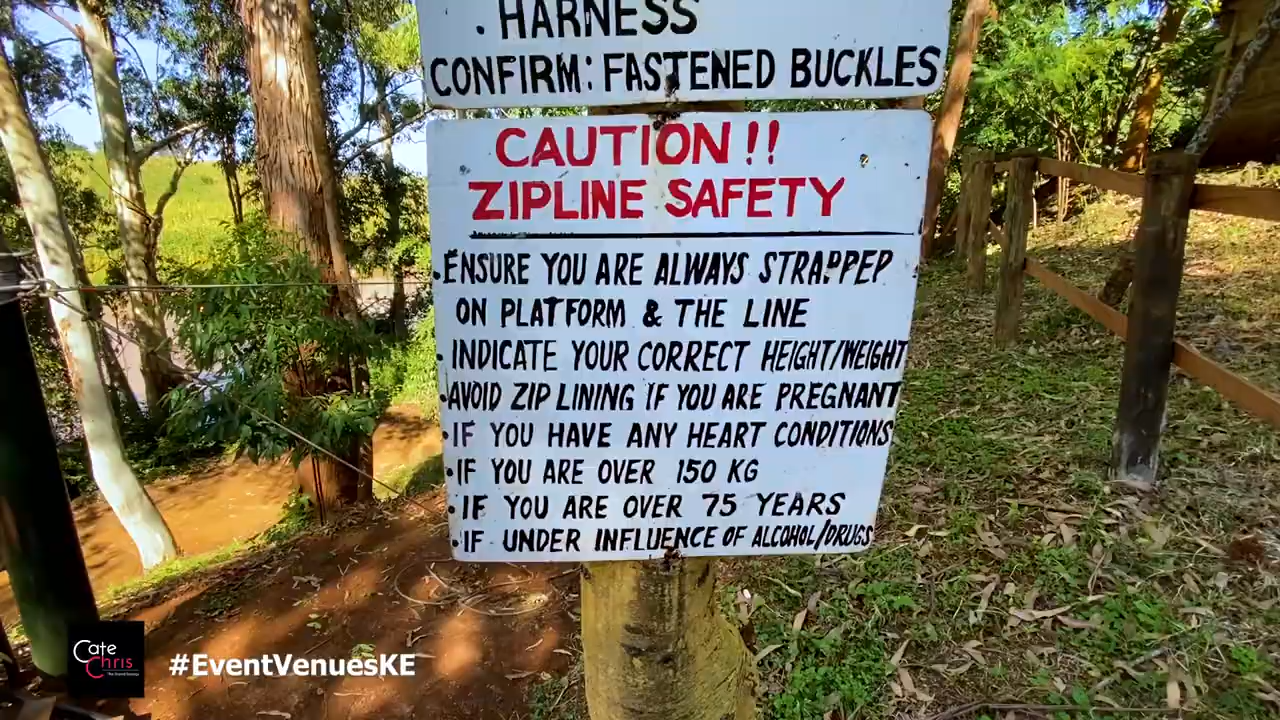 . HARNESS
CONFIRM: FASTENED BUCKLES
CAUTION!!
ZIPLINE SAFETY
.ENSURE YOU ARE ALWAYS STRAPPED
ON PLATFORM & THE LINE
. INDICATE YOUR CORRECT HEIGHT/WEIGHT
.AVOID ZIP LINING IF YOU ARE PREGNANT
.IF YOU HAVE ANY HEART CONDITIONS
.IF YOU ARE OVER 150 KG
.IF YOU ARE OVER 75 YEARS
.IF UNDER INFLUENCE OF ALCOHOL/DRUGS
Cate
Chris
#EventVenuesKE